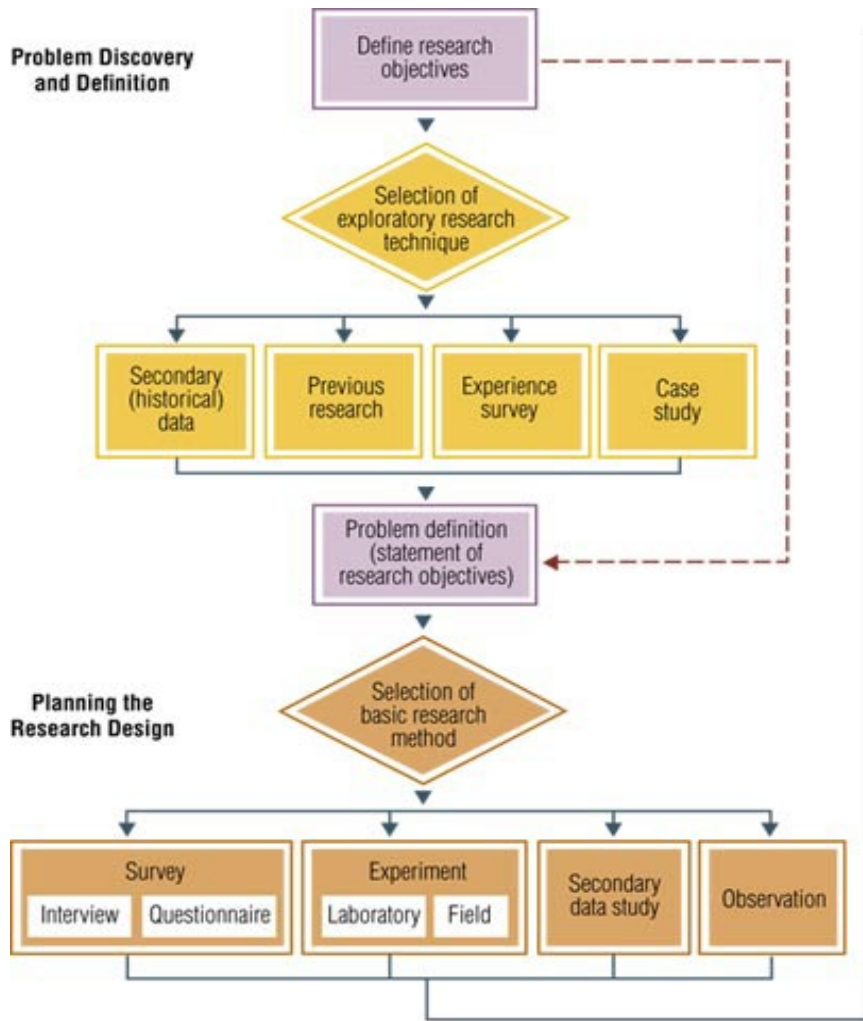 Problem Discovery
and Definition
Define research
objectives
Selection of
exploratory research
technique
Secondary
(historical)
data
Previous
research
Experience
survey
Case
study
Problem definition
(statement of
research objectives)
Planning the
Research Design
Selection of
basic research
method
Survey
Interview
Questionnaire
Experiment
Laboratory
Field
Secondary
data study
Observation